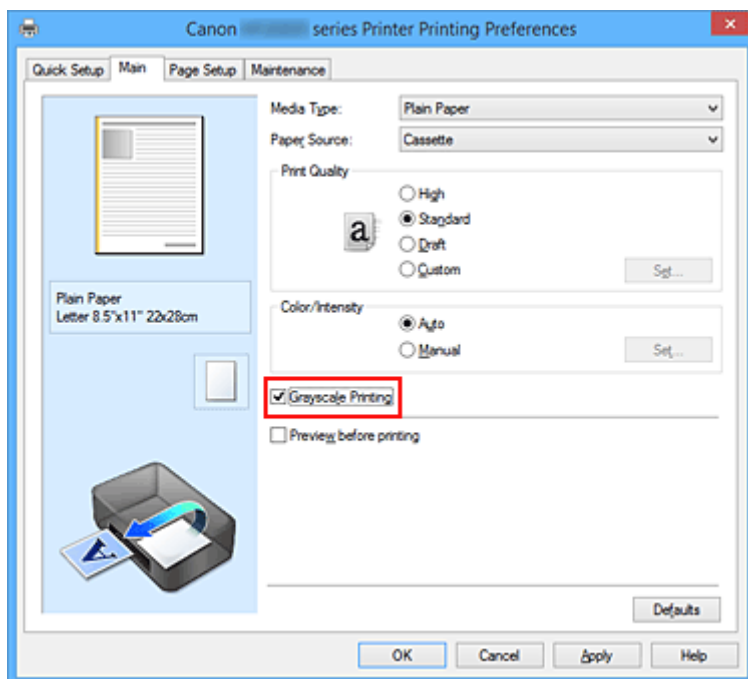 Canon series Printer Printing Preferences
Quick Setup Main Page Setup Maintenance
Media Type: Plain Paper
Paper Source: Cassette
Print Quality
High
a Standard
Draft
Custom Set...
Plain Paper
Letter 8.5"x11" 22x28cm
Color/Intensity
Auto
Manual Set...
Grayscale Printing
Preview before printing
A
Defaults
OK Cancel Apply Help